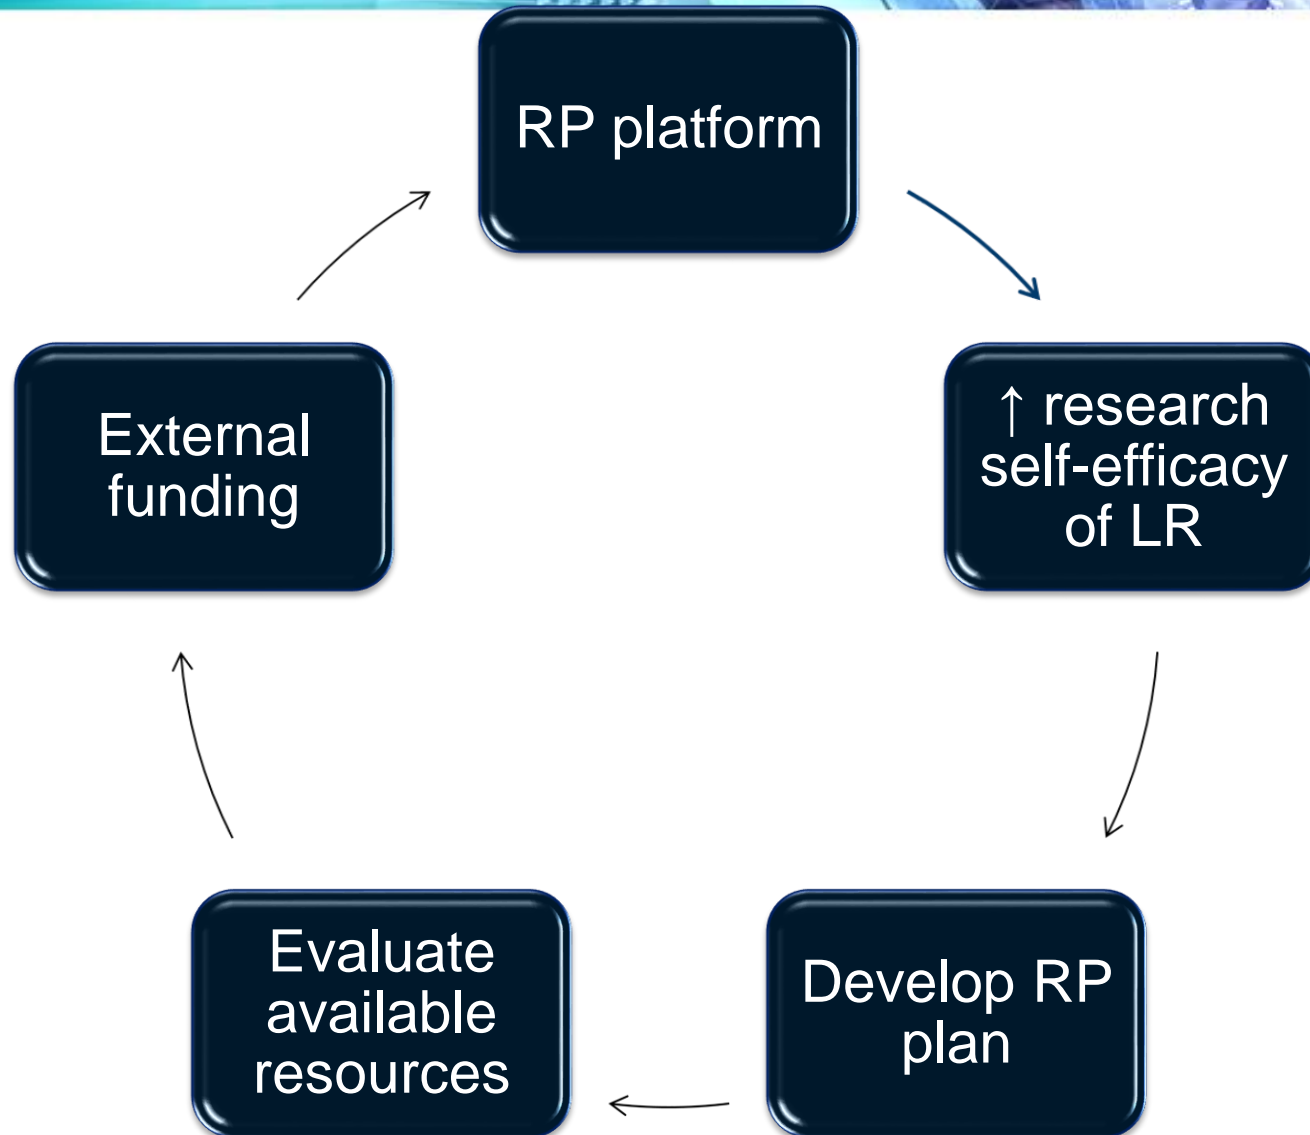 RP platform
↑ research
self-efficacy
of LR
Develop RP
plan
Evaluate
available
resources
External
funding